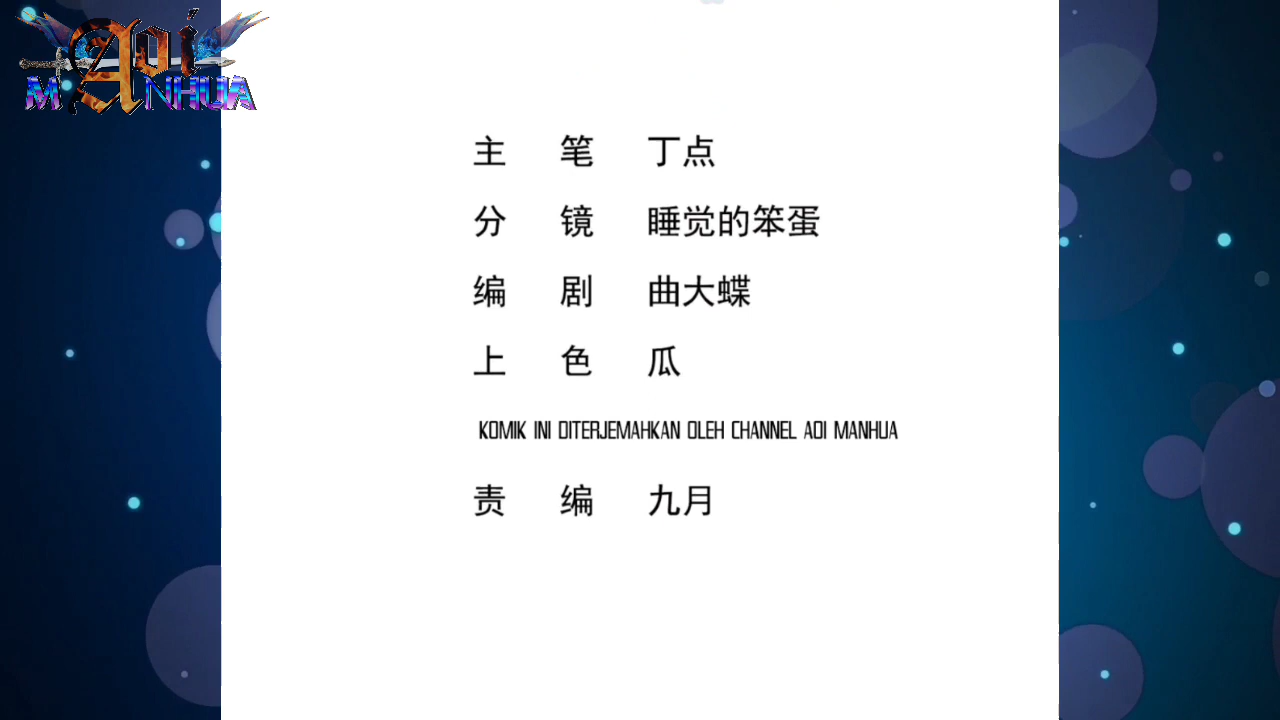 Aoi
MANHUA
主 笔 丁点
分 镜 睡觉的笨蛋
编 剧 曲大蝶
上 色 瓜
KOMIK INI DITERJEMAHKAN OLEH CHANNEL AOI MANHUA
责 编 九月